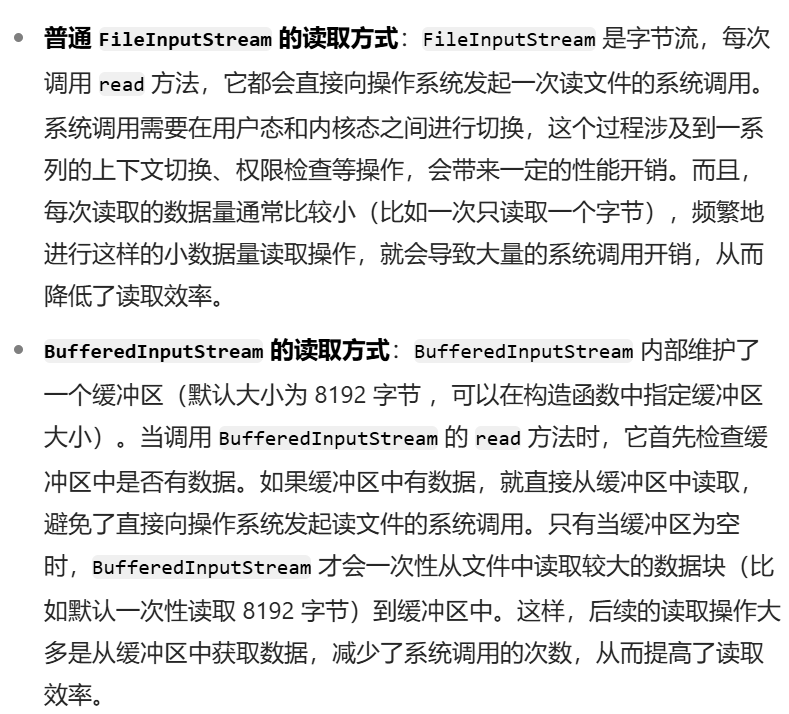 普通 FileInputStream 的读取方式：FileInputStream 是字节流，每次
调用 read 方法，它都会直接向操作系统发起一次读文件的系统调用。
系统调用需要在用户态和内核态之间进行切换，这个过程涉及到一系
列的上下文切换、权限检查等操作，会带来一定的性能开销。而且，
每次读取的数据量通常比较小（比如一次只读取一个字节），频繁地
进行这样的小数据量读取操作，就会导致大量的系统调用开销，从而
降低了读取效率。
BufferedInputStream 的读取方式：BufferedInputStream 内部维护了
一个缓冲区（默认大小为 8192 字节 ，可以在构造函数中指定缓冲区
大小）。当调用 BufferedInputStream 的 read 方法时，它首先检查缓
冲区中是否有数据。如果缓冲区中有数据，就直接从缓冲区中读取，
避免了直接向操作系统发起读文件的系统调用。只有当缓冲区为空
时，BufferedInputStream 才会一次性从文件中读取较大的数据块（比
如默认一次性读取 8192 字节）到缓冲区中。这样，后续的读取操作大
多是从缓冲区中获取数据，减少了系统调用的次数，从而提高了读取
效率。